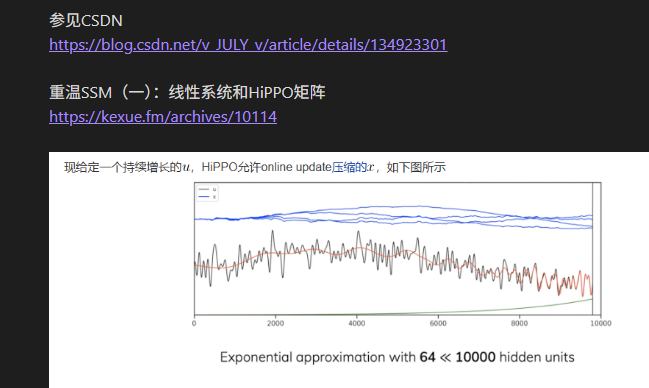 参见CSDN
https://blog.csdn.net/v_JULY_v/article/details/134923301
重温SSM（一）：线性系统和HiPPO矩阵
https://kexue.fm/archives/10114
现给定一个持续增长的u，HiPPO允许online update压缩的x，如下图所示
u
x
0 2000 4000 6000 8000 10000
Exponential approximation with 64 ≪ 10000 hidden units